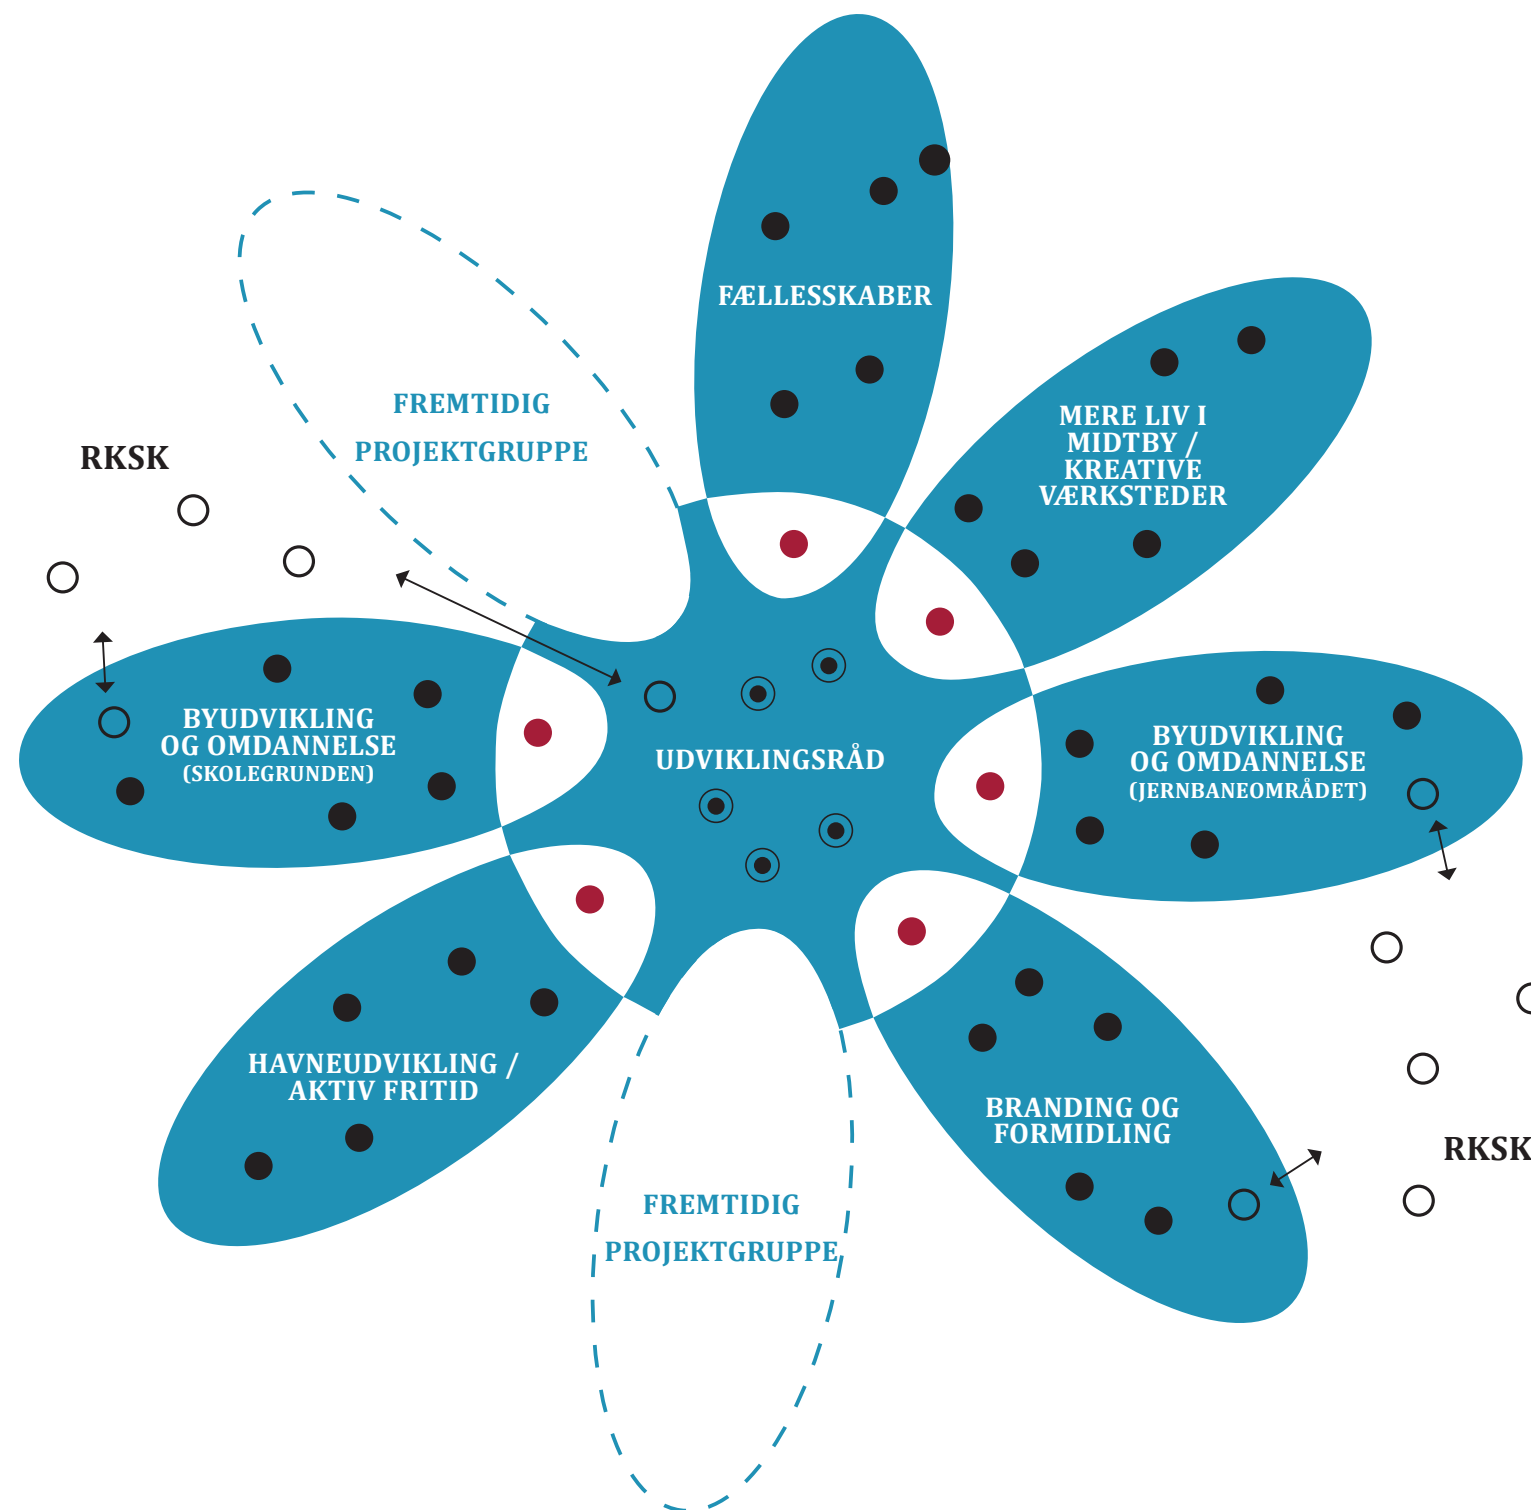 FÆLLESSKABER
FREMTIDIG
PROJEKTGRUPPE
MERE LIV I
MIDTBY /
KREATIVE
VÆRKSTEDER
RKSK
BYUDVIKLING
OG OMDANNELSE
(SKOLEGRUNDEN)
UDVIKLINGSRÅD
BYUDVIKLING
OG OMDANNELSE
(JERNBANEOMRÅDET)
HAVNEUDVIKLING /
AKTIV FRITID
BRANDING OG
FORMIDLING
RKSK
FREMTIDIG
PROJEKTGRUPPE